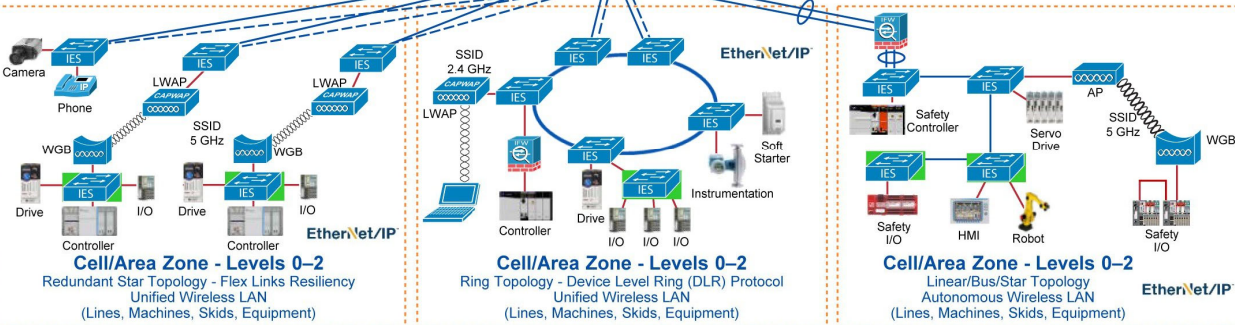 Camera
IES
IP
Phone
IES
LWAP
CAPWAP
IES
LWAP
CAPWAP
SSID
5 GHz
WGB
WGB
IES
Drive
I/O
Controller
IES
Drive
I/O
Controller
EtherNet/IP
Cell/Area Zone - Levels 0–2
Redundant Star Topology - Flex Links Resiliency
Unified Wireless LAN
(Lines, Machines, Skids, Equipment)
SSID
2.4 GHz
CAPWAP
LWAP
IES
IES
IES
EtherNet/IP
IES
IFW
Controller
IES
Drive
IES
I/O
I/O
I/O
Soft
Starter
Instrumentation
Cell/Area Zone - Levels 0–2
Ring Topology - Device Level Ring (DLR) Protocol
Unified Wireless LAN
(Lines, Machines, Skids, Equipment)
IFW
IES
Safety
Controller
IES
Servo
Drive
AP
SSID
5 GHz
WGB
IES
Safety
I/O
IES
HMI
Robot
Safety
I/O
Cell/Area Zone - Levels 0–2
Linear/Bus/Star Topology
Autonomous Wireless LAN
(Lines, Machines, Skids, Equipment)
EtherNet/IP